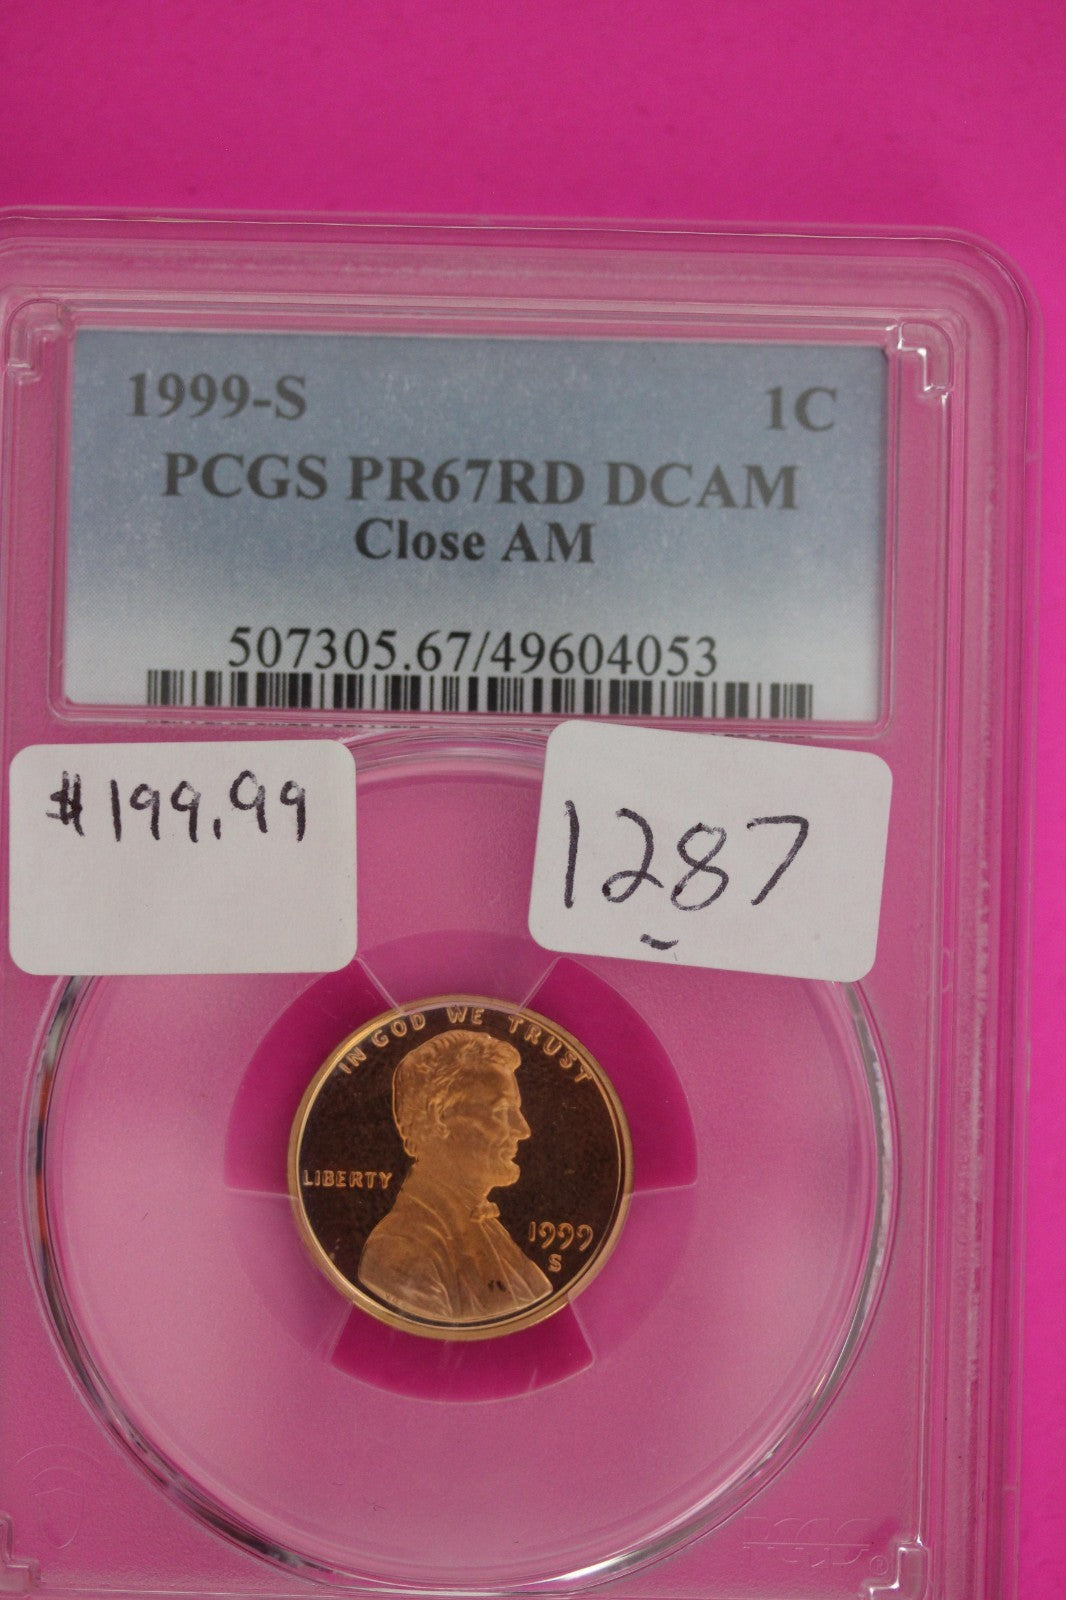 1999-S 1C
PCGS PR67RD DCAM
Close AM
507305.67/49604053
$199.99
1287
IN GOD WE TRUST
LIBERTY
1999
S
PCGS